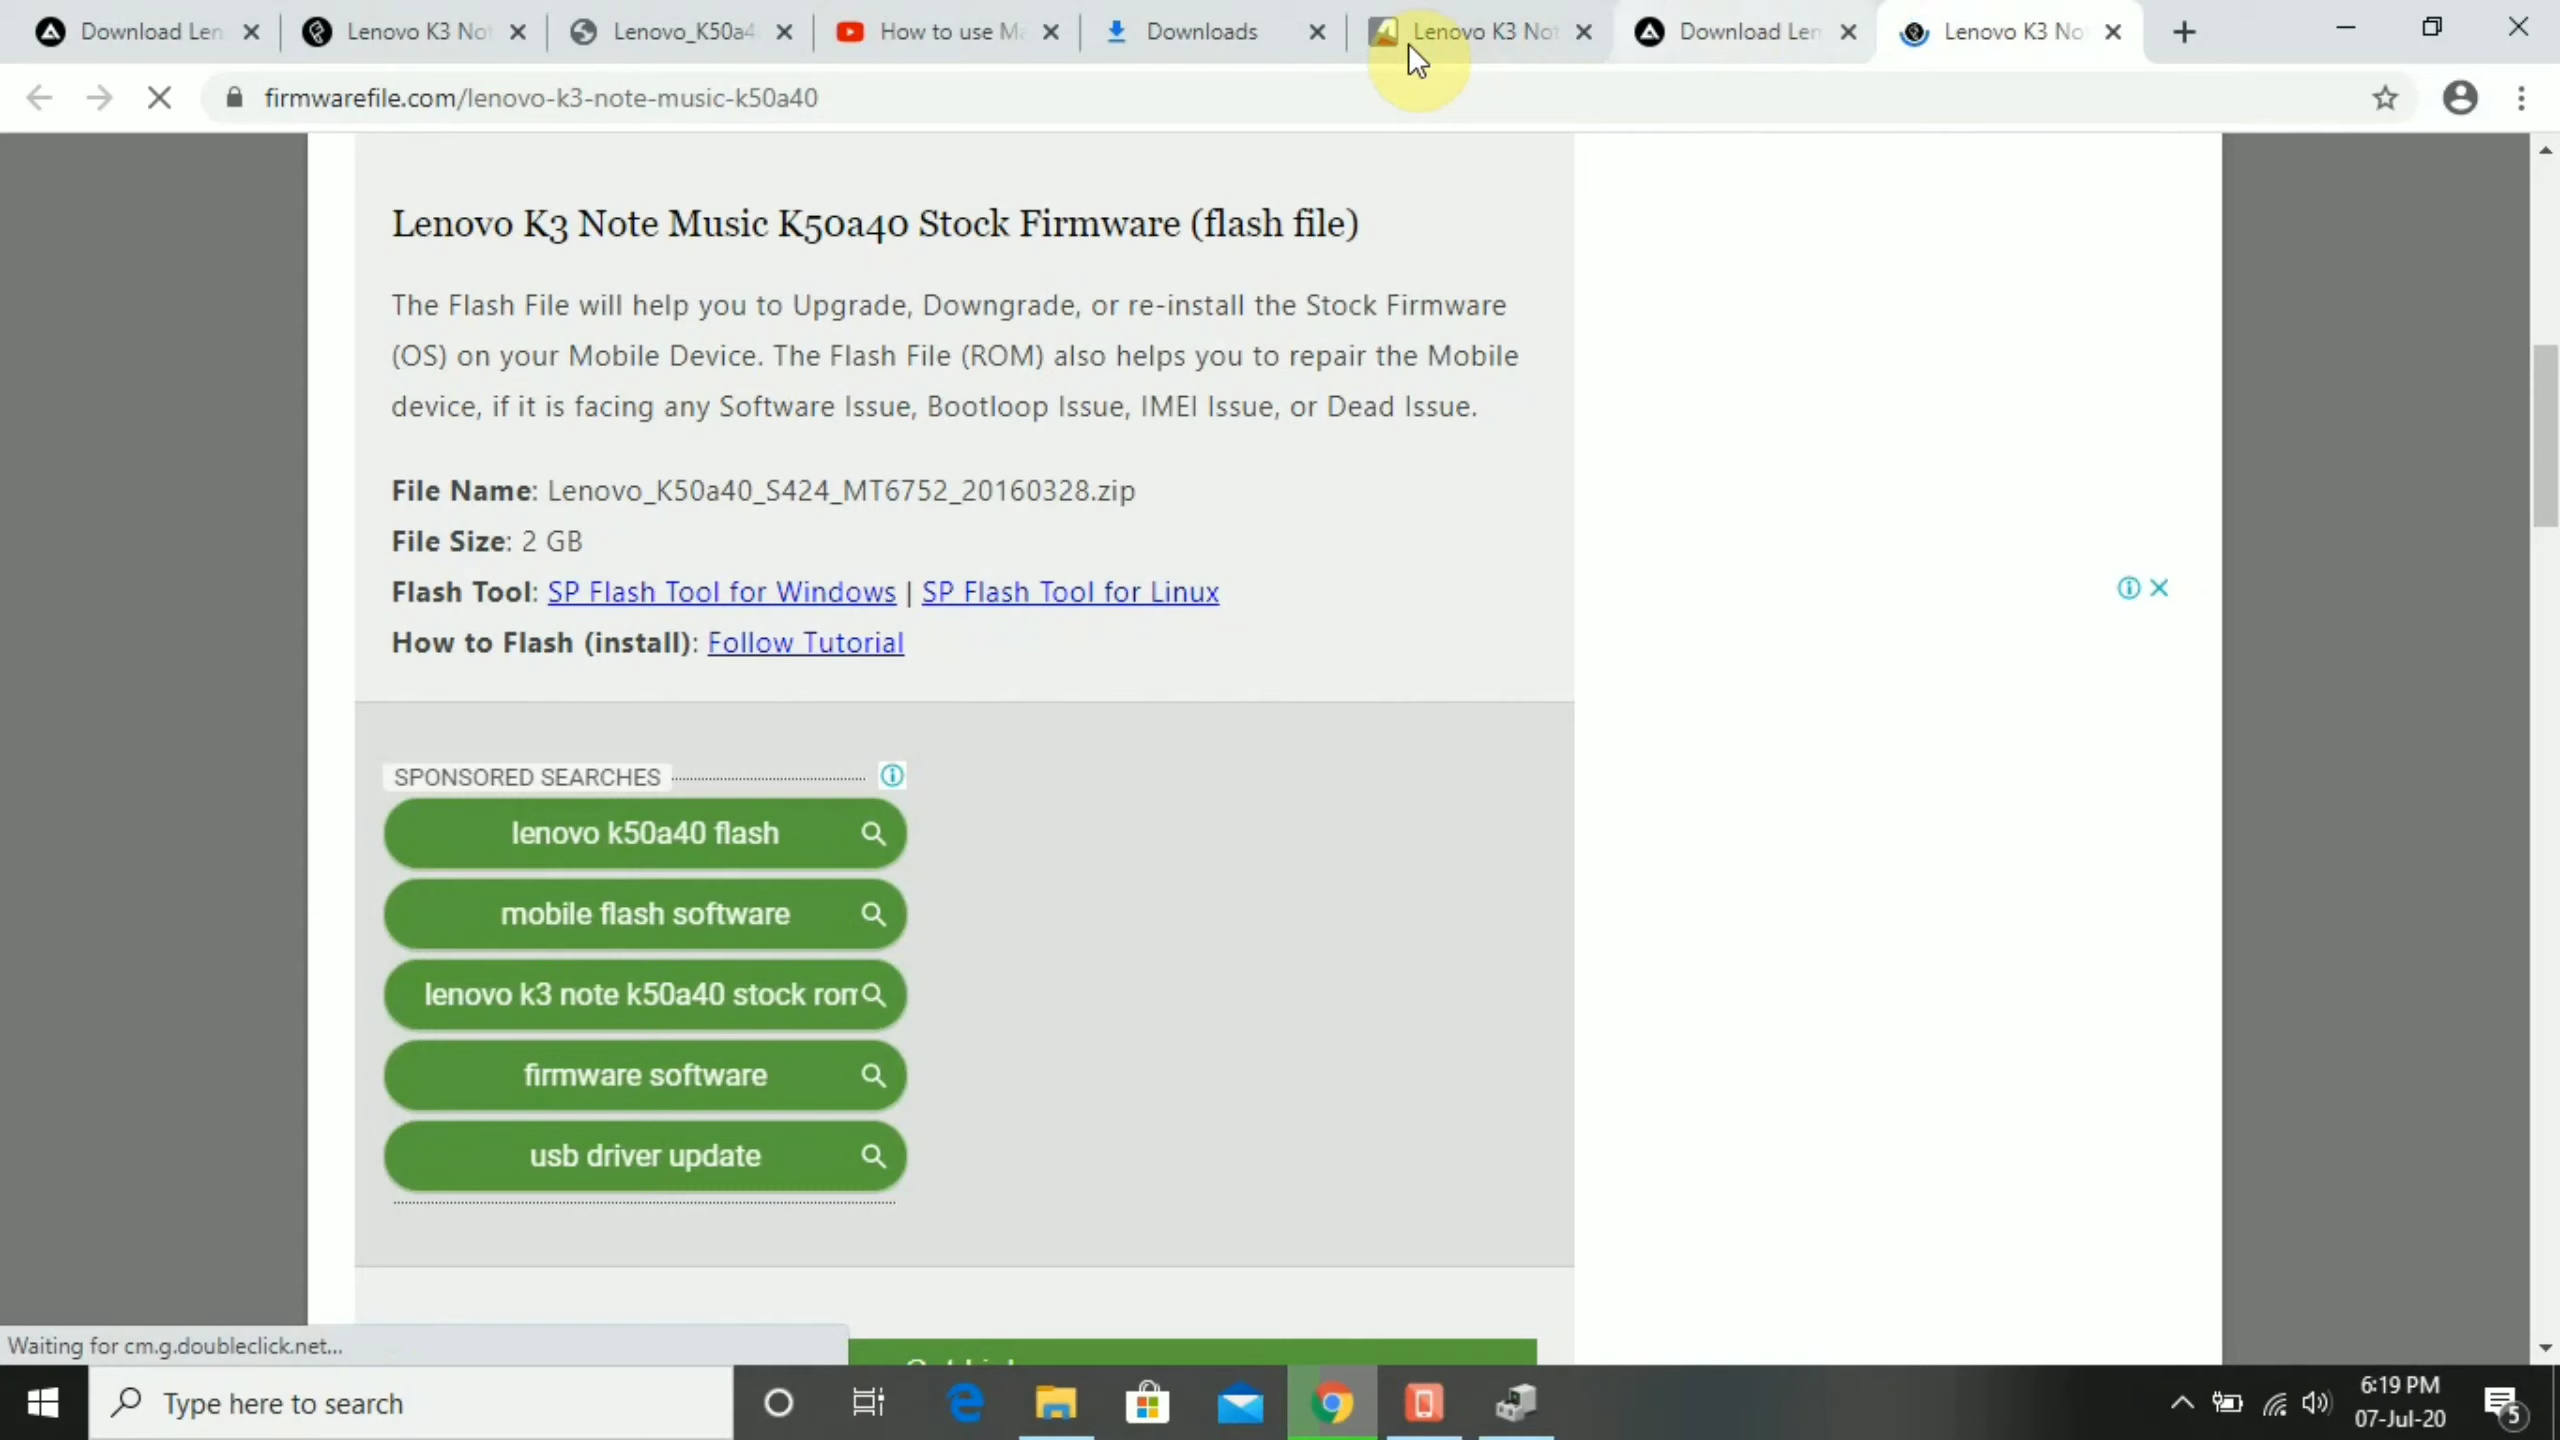 Download Len
Lenovo K3 Not
Lenovo_K50a4
How to use Ma
Downloads
Lenovo K3 Not
Download Len
Lenovo K3 No
firmwarefile.com/lenovo-k3-note-music-k50a40
Lenovo K3 Note Music K50a40 Stock Firmware (flash file)
The Flash File will help you to Upgrade, Downgrade, or re-install the Stock Firmware
(OS) on your Mobile Device. The Flash File (ROM) also helps you to repair the Mobile
device, if it is facing any Software Issue, Bootloop Issue, IMEI Issue, or Dead Issue.
File Name: Lenovo_K50a40_S424_MT6752_20160328.zip
File Size: 2 GB
Flash Tool: SP Flash Tool for Windows | SP Flash Tool for Linux
How to Flash (install): Follow Tutorial
SPONSORED SEARCHES
lenovo k50a40 flash
mobile flash software
lenovo k3 note k50a40 stock rom
firmware software
usb driver update
Waiting for cm.g.doubleclick.net...
Type here to search
6:19 PM
07-Jul-20
5